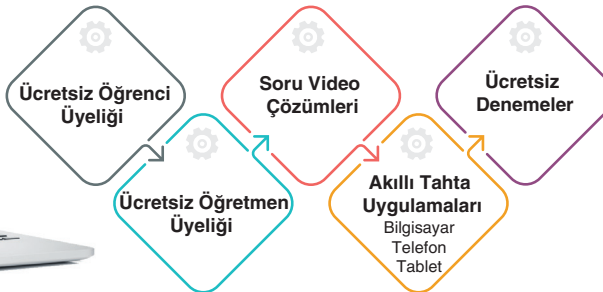 Ücretsiz Öğrenci
Üyeliği
Ücretsiz Öğretmen
Üyeliği
Soru Video
Çözümleri
Akıllı Tahta
Uygulamaları
Bilgisayar
Telefon
Tablet
Ücretsiz
Denemeler